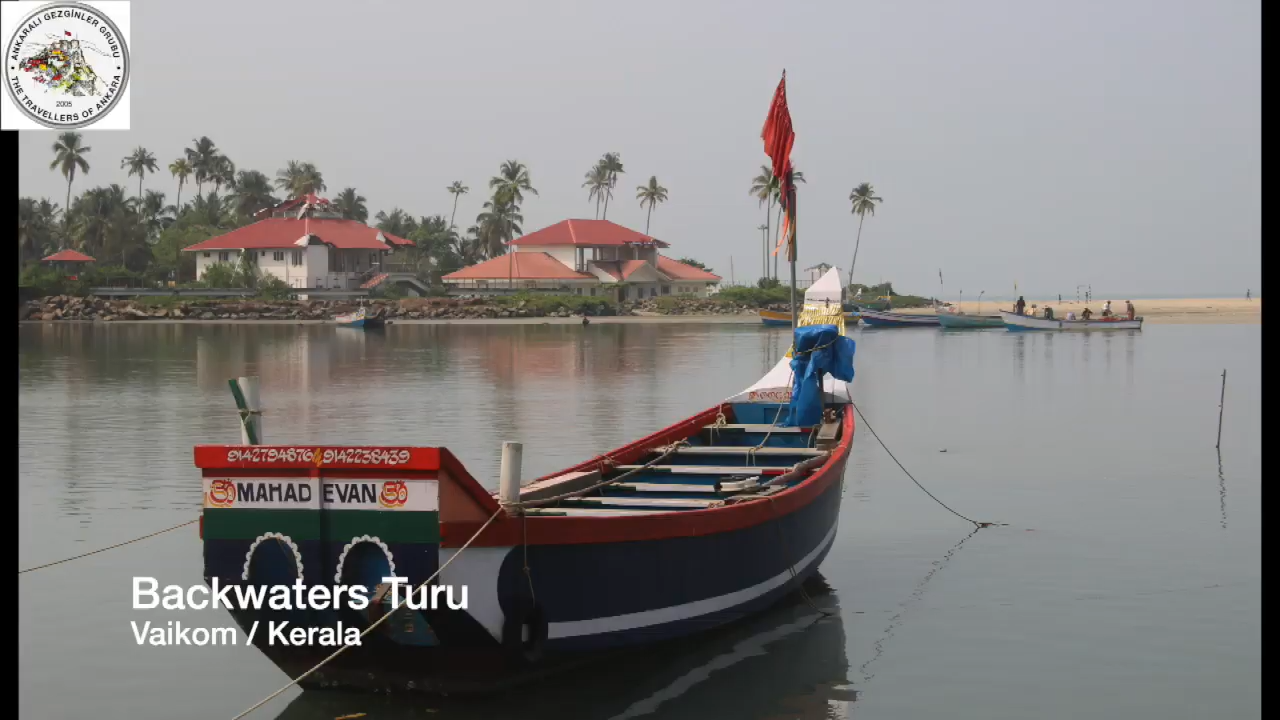 ANKARALI GEZGİNLER GRUBU
THE TRAVELLERS OF ANKARA
2005
9142794876 9142238439
MAHAD EVAN
Backwaters Turu
Vaikom / Kerala